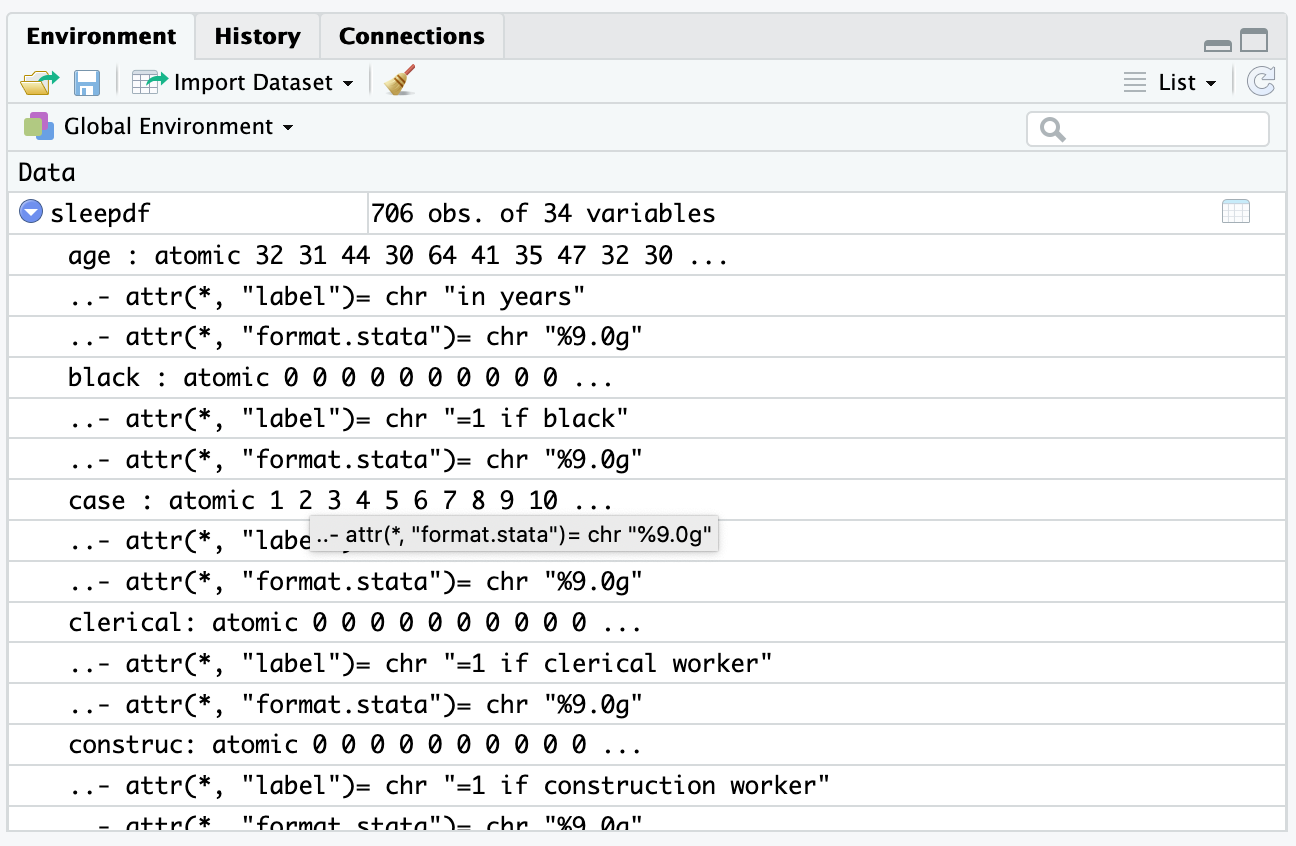 Environment History Connections
Import Dataset List
Global Environment
Data
sleepdf 706 obs. of 34 variables
age : atomic 32 31 44 30 64 41 35 47 32 30 ...
..- attr(*, "label")= chr "in years"
..- attr(*, "format.stata")= chr "%9.0g"
black : atomic 0 0 0 0 0 0 0 0 0 0 ...
..- attr(*, "label")= chr "=1 if black"
..- attr(*, "format.stata")= chr "%9.0g"
case : atomic 1 2 3 4 5 6 7 8 9 10 ...
..- attr(*, "labe
..- attr(*, "format.stata")= chr "%9.0g"
..- attr(*, "format.stata")= chr "%9.0g"
clerical: atomic 0 0 0 0 0 0 0 0 0 0 ...
..- attr(*, "label")= chr "=1 if clerical worker"
..- attr(*, "format.stata")= chr "%9.0g"
construc: atomic 0 0 0 0 0 0 0 0 0 0 ...
..- attr(*, "label")= chr "=1 if construction worker"
..- attr(*, "format.stata")= chr "%9.0g"